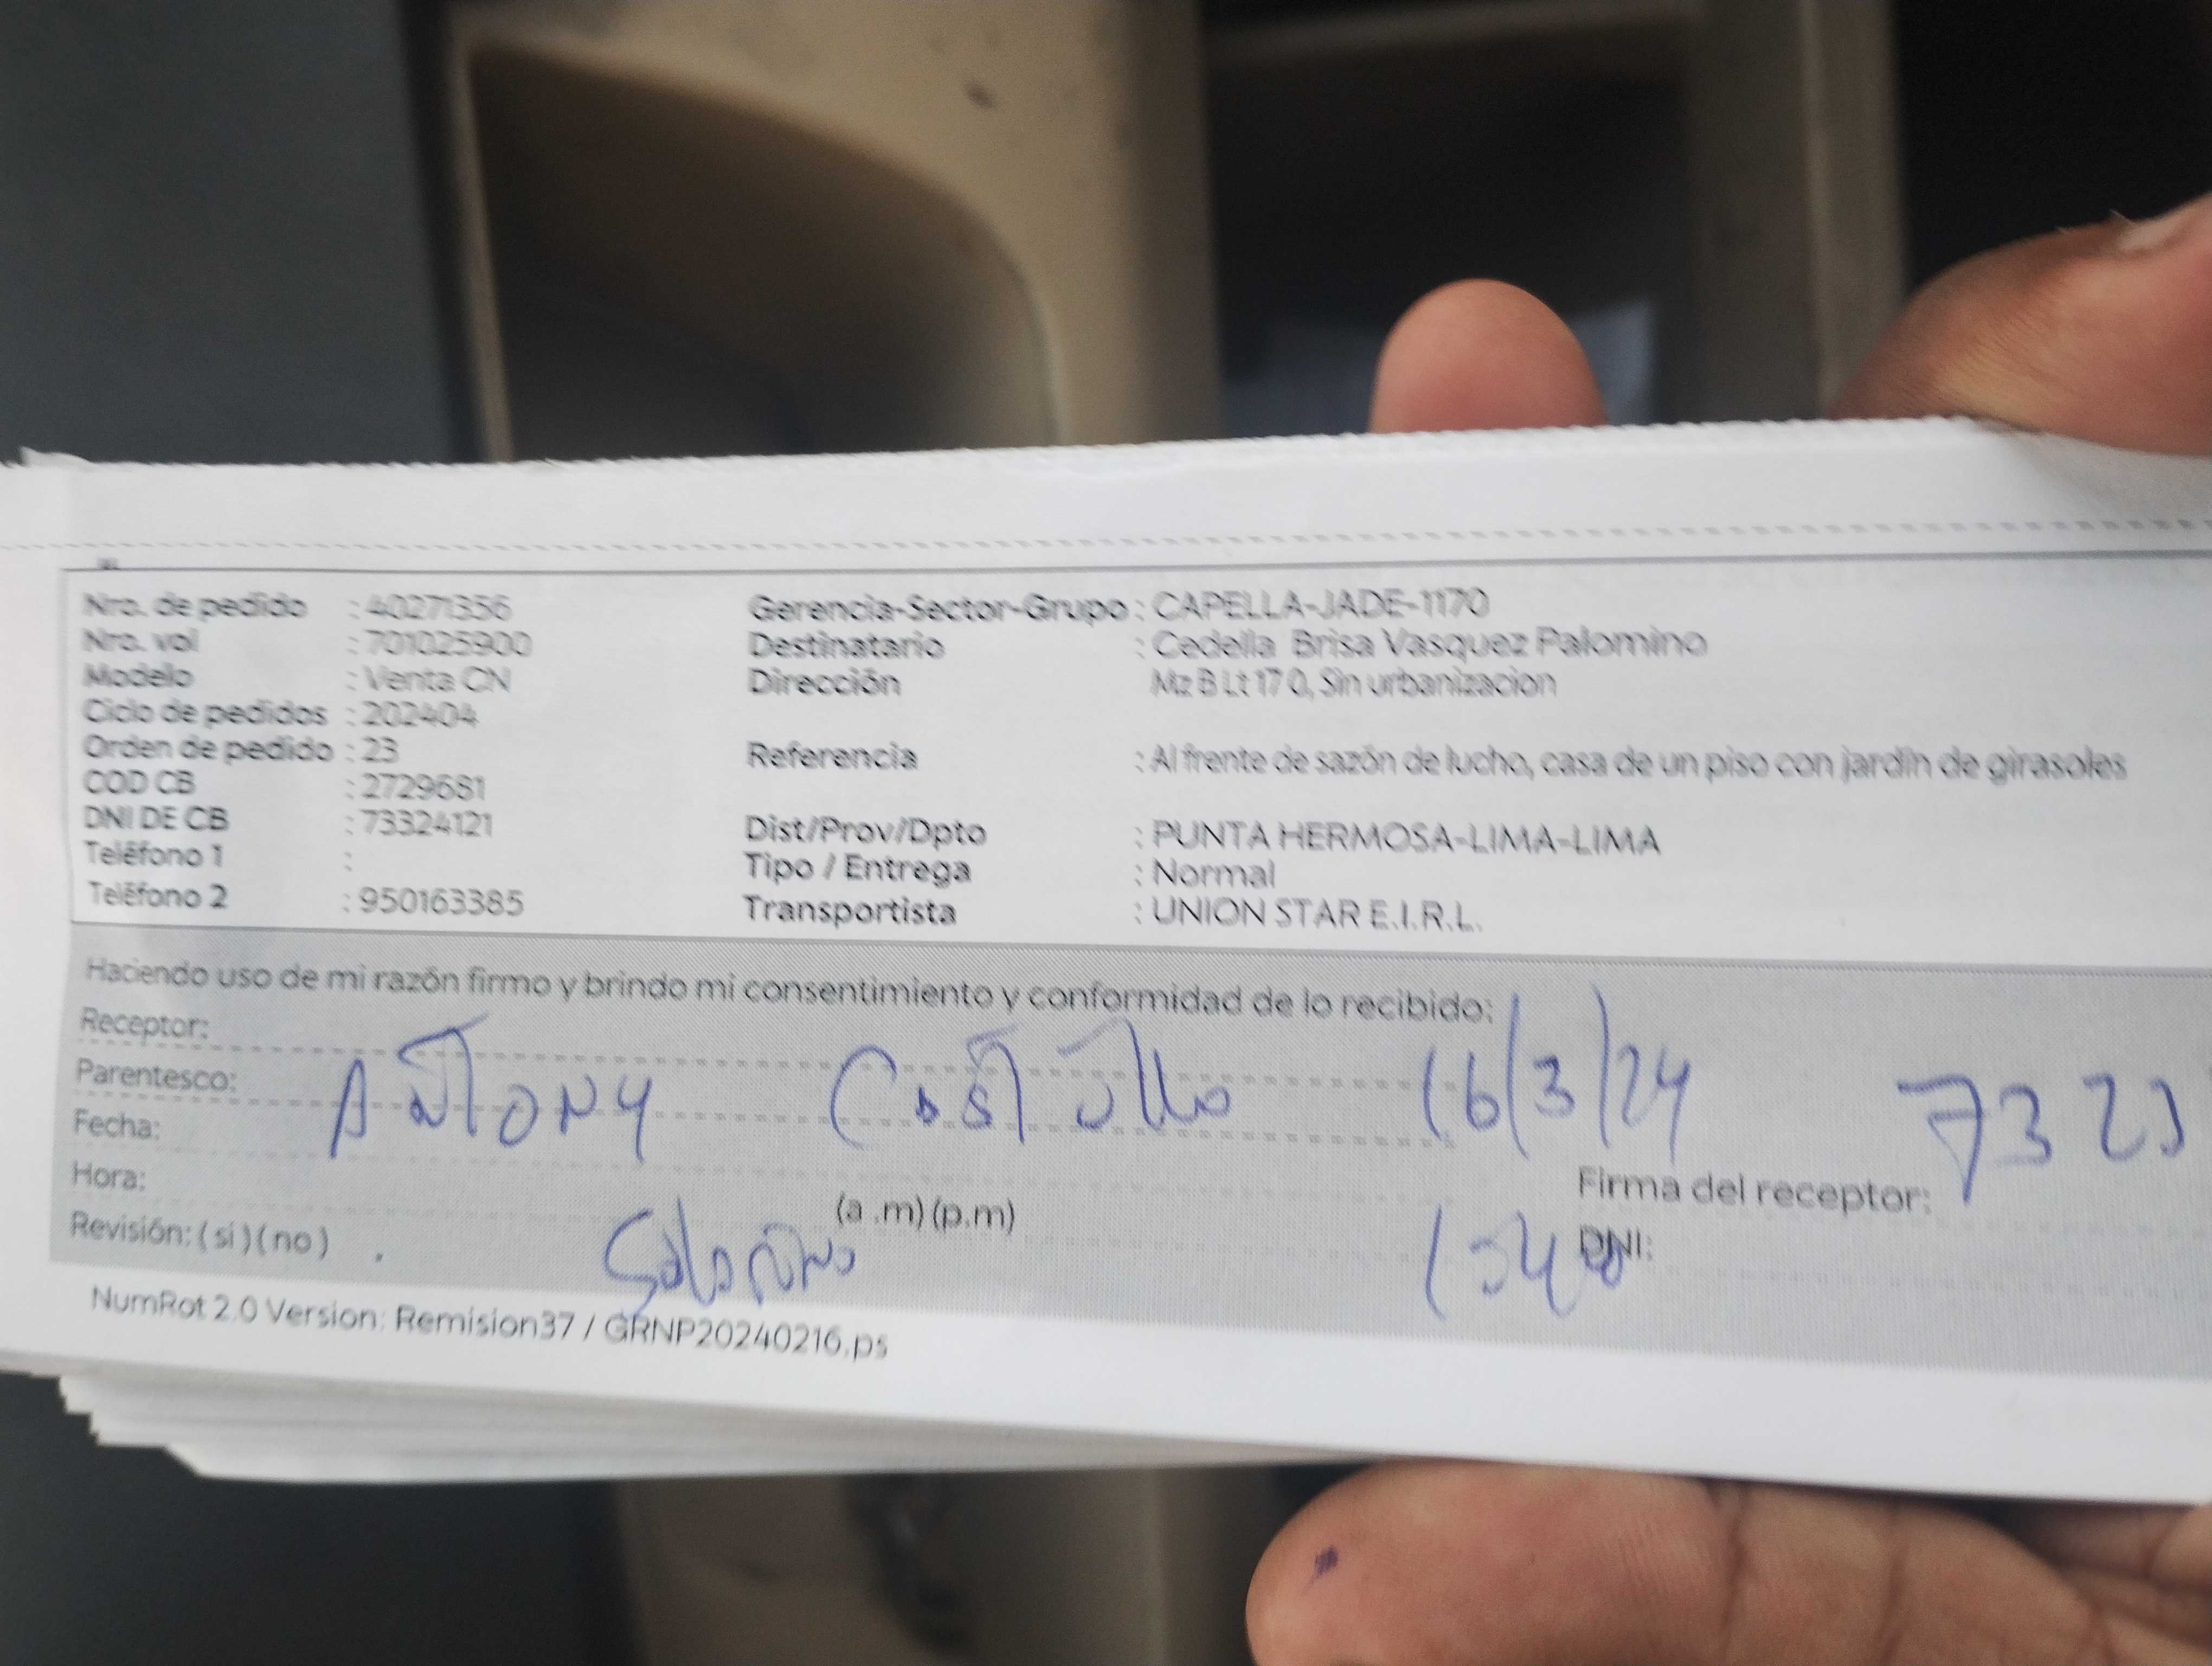 Nro. de pedido : 40271356
Nro. vol : 701025900
Modelo : Venta CN
Ciclo de pedidos : 202404
Orden de pedido : 23
COD CB : 2729681
DNI DE CB : 73324121
Teléfono 1 :
Teléfono 2 : 950163385
Gerencia-Sector-Grupo : CAPELLA-JADE-1170
Destinatario : Cedella Brisa Vasquez Palomino
Dirección Mz B Lt 17 0, Sin urbanizacion
Referencia : Al frente de sazón de lucho, casa de un piso con jardín de girasoles
Dist/Prov/Dpto : PUNTA HERMOSA-LIMA-LIMA
Tipo / Entrega : Normal
Transportista : UNION STAR E.I.R.L.
Haciendo uso de mi razón firmo y brindo mi consentimiento y conformidad de lo recibido:
Receptor:
Parentesco:
ANTONY Castillo 16/3/24
Fecha:
Hora: (a .m) (p.m)
Firma del receptor:
Revisión: ( si ) ( no )
DNI:
NumRot 2.0 Version: Remision37 / GRNP20240216.ps